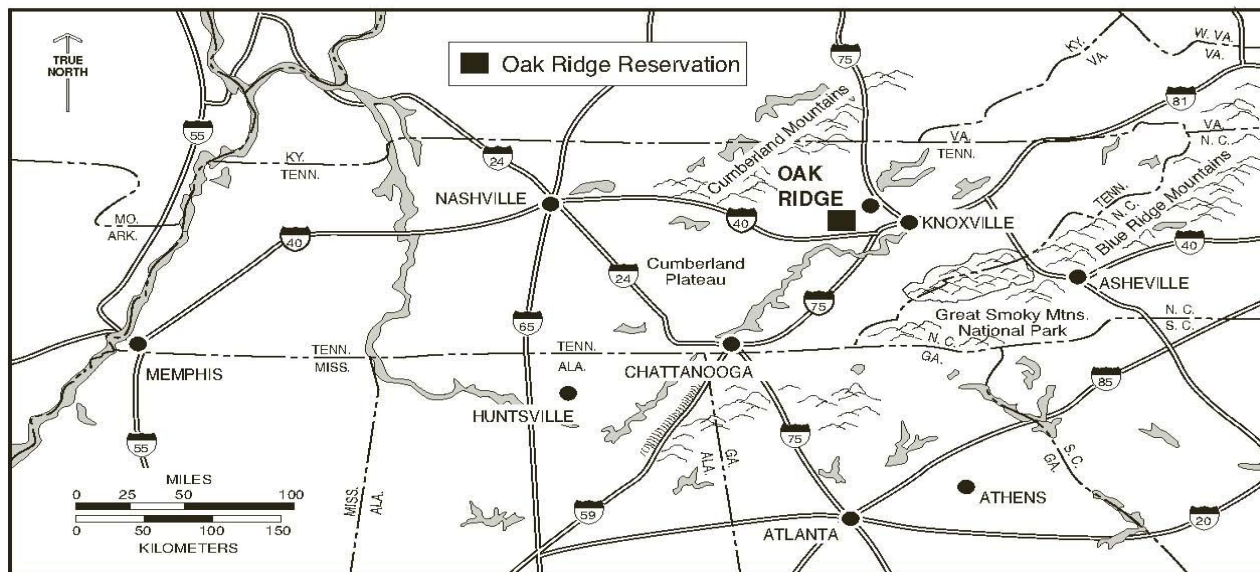 TRUE
NORTH
Oak Ridge Reservation
75
W. VA.
VA.
KY.
VA.
81
55
Cumberland Mountains
VA.
TENN.
VA.
N. C.
KY.
TENN.
24
OAK
RIDGE
NASHVILLE
TENN.
N. C.
Blue Ridge Mountains
MO.
ARK.
40
40
KNOXVILLE
40
Cumberland
Plateau
24
ASHEVILLE
65
75
Great Smoky Mtns.
National Park
N. C.
S. C.
N. C.
GA.
TENN.
MISS.
TENN.
ALA.
MEMPHIS
CHATTANOOGA
85
HUNTSVILLE
55
75
S. C.
GA.
GA.
ALA.
MILES
0 25 50 100
0 50 100 150
KILOMETERS
MISS.
ALA.
59
ATHENS
ATLANTA
20